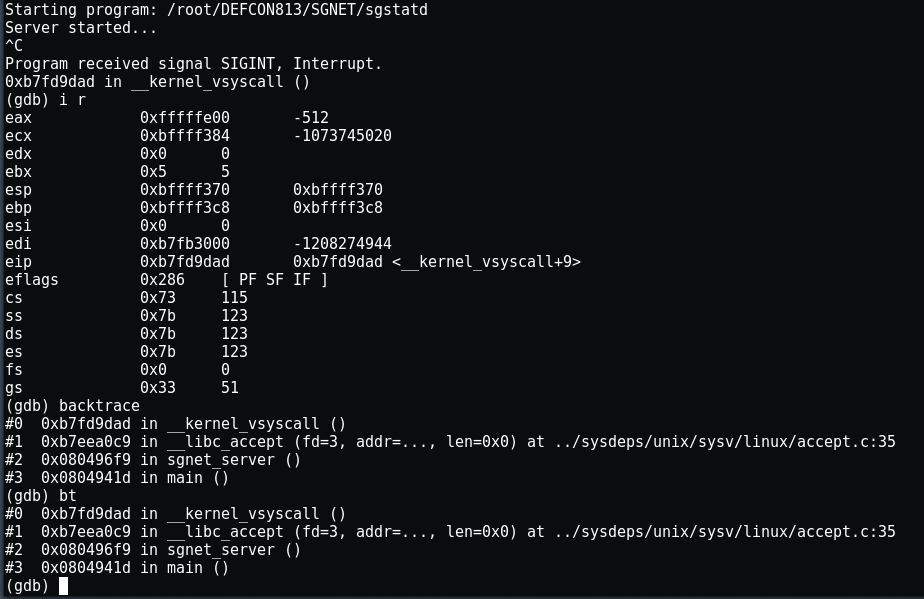 Starting program: /root/DEFCON813/SGNET/sgstatd
Server started...
^C
Program received signal SIGINT, Interrupt.
0xb7fd9dad in __kernel_vsyscall ()
(gdb) i r
eax            0xfffffe00       -512
ecx            0xbffff384       -1073745020
edx            0x0      0
ebx            0x5      5
esp            0xbffff370       0xbffff370
ebp            0xbffff3c8       0xbffff3c8
esi            0x0      0
edi            0xb7fb3000       -1208274944
eip            0xb7fd9dad       0xb7fd9dad <__kernel_vsyscall+9>
eflags         0x286    [ PF SF IF ]
cs             0x73     115
ss             0x7b     123
ds             0x7b     123
es             0x7b     123
fs             0x0      0
gs             0x33     51
(gdb) backtrace
#0  0xb7fd9dad in __kernel_vsyscall ()
#1  0xb7eea0c9 in __libc_accept (fd=3, addr=..., len=0x0) at ../sysdeps/unix/sysv/linux/accept.c:35
#2  0x080496f9 in sgnet_server ()
#3  0x0804941d in main ()
(gdb) bt
#0  0xb7fd9dad in __kernel_vsyscall ()
#1  0xb7eea0c9 in __libc_accept (fd=3, addr=..., len=0x0) at ../sysdeps/unix/sysv/linux/accept.c:35
#2  0x080496f9 in sgnet_server ()
#3  0x0804941d in main ()
(gdb)